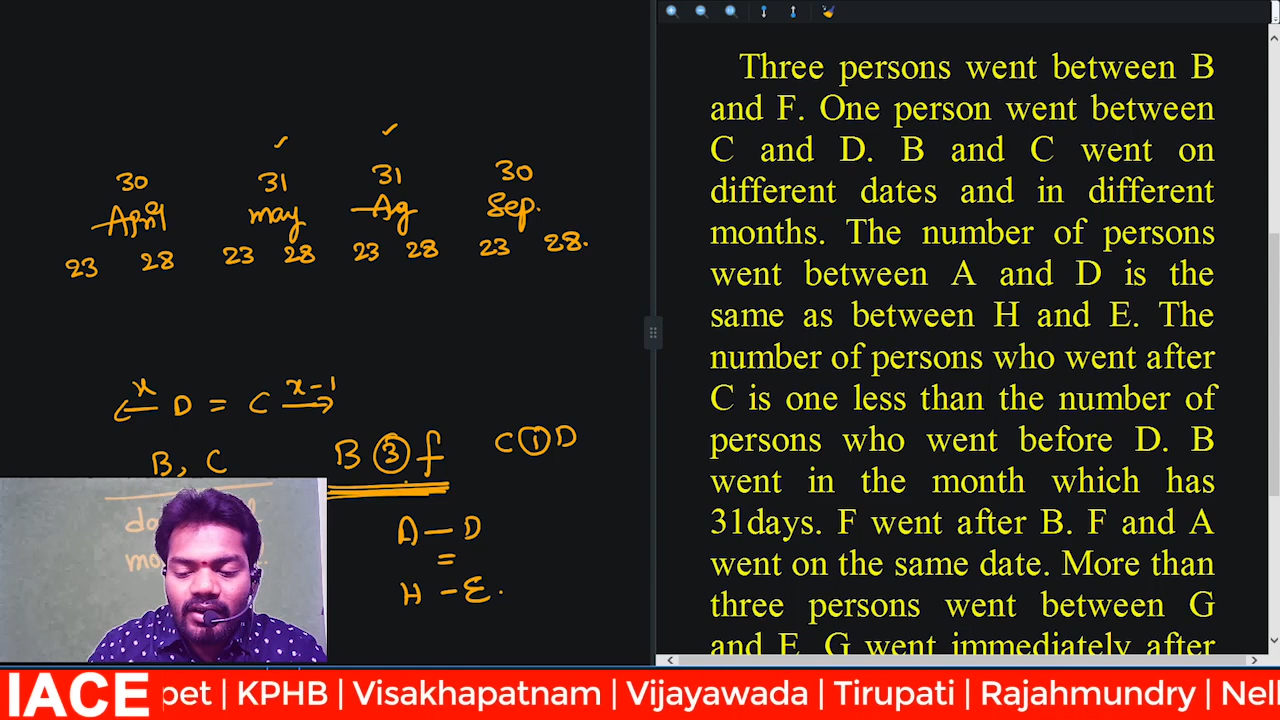 30 31 31 30
April may Ag Sep.
23 28 23 28 23 28 23 28.
x D = C x-1
B, C B 3 f C 1 D
A — D
=
H - E.
Three persons went between B
and F. One person went between
C and D. B and C went on
different dates and in different
months. The number of persons
went between A and D is the
same as between H and E. The
number of persons who went after
C is one less than the number of
persons who went before D. B
went in the month which has
31days. F went after B. F and A
went on the same date. More than
three persons went between G
and E. G went immediately after
IACE pet | KPHB | Visakhapatnam | Vijayawada | Tirupati | Rajahmundry | Nel